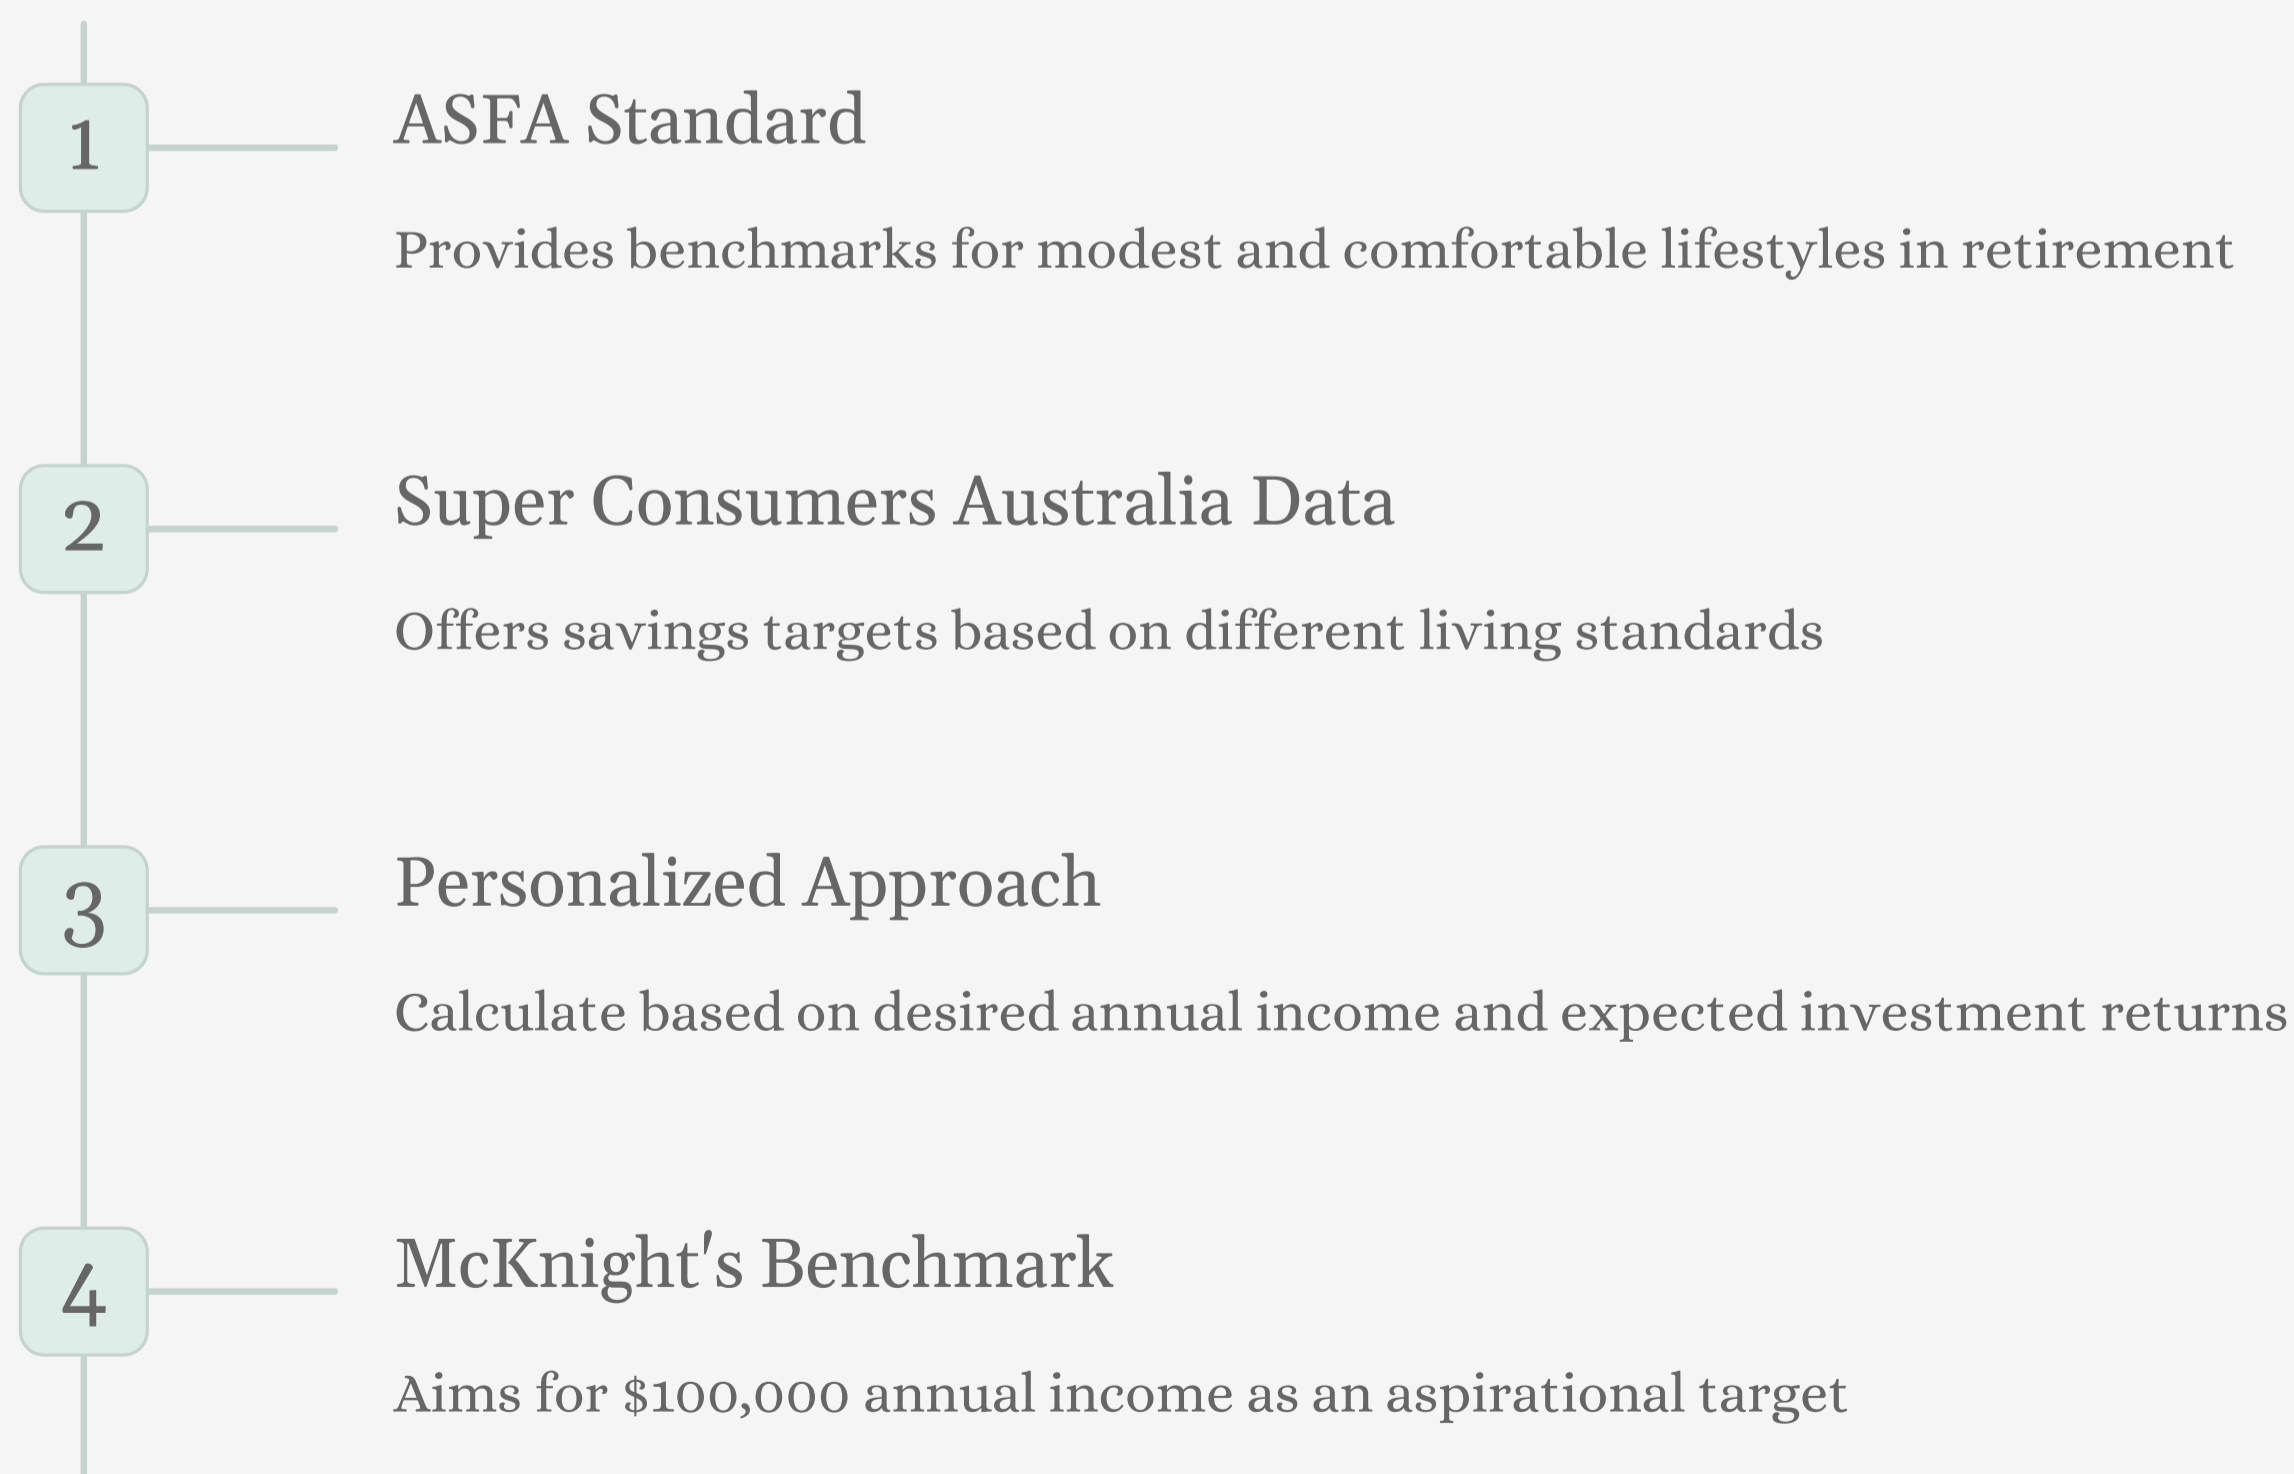 1
ASFA Standard
Provides benchmarks for modest and comfortable lifestyles in retirement
2
Super Consumers Australia Data
Offers savings targets based on different living standards
3
Personalized Approach
Calculate based on desired annual income and expected investment returns
4
McKnight's Benchmark
Aims for $100,000 annual income as an aspirational target